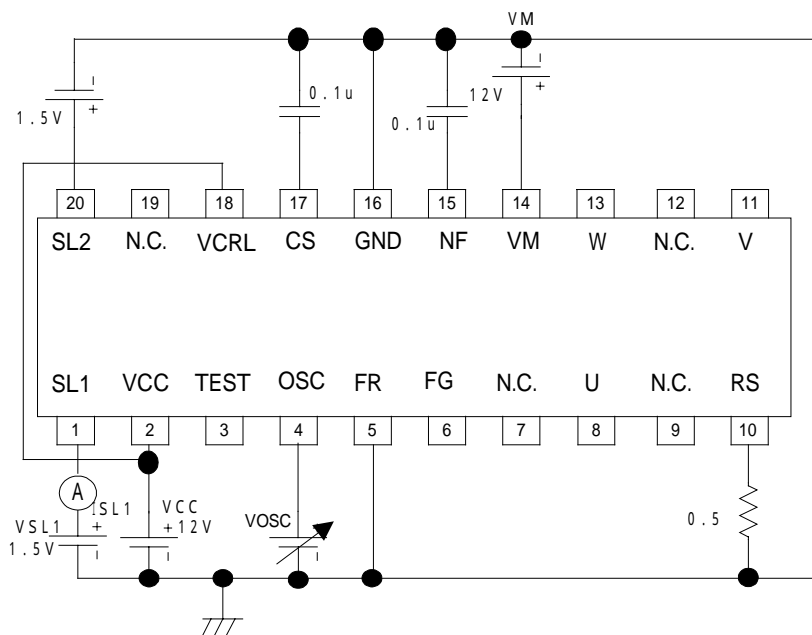 VM
0.1u
12V
1.5V
0.1u
20 19 18 17 16 15 14 13 12 11
SL2 N.C. VCRL CS GND NF VM W N.C. V
SL1 VCC TEST OSC FR FG N.C. U N.C. RS
1 2 3 4 5 6 7 8 9 10
A
ISL1
VCC
VSL1
+
+12V
VOSC
0.5
1.5V